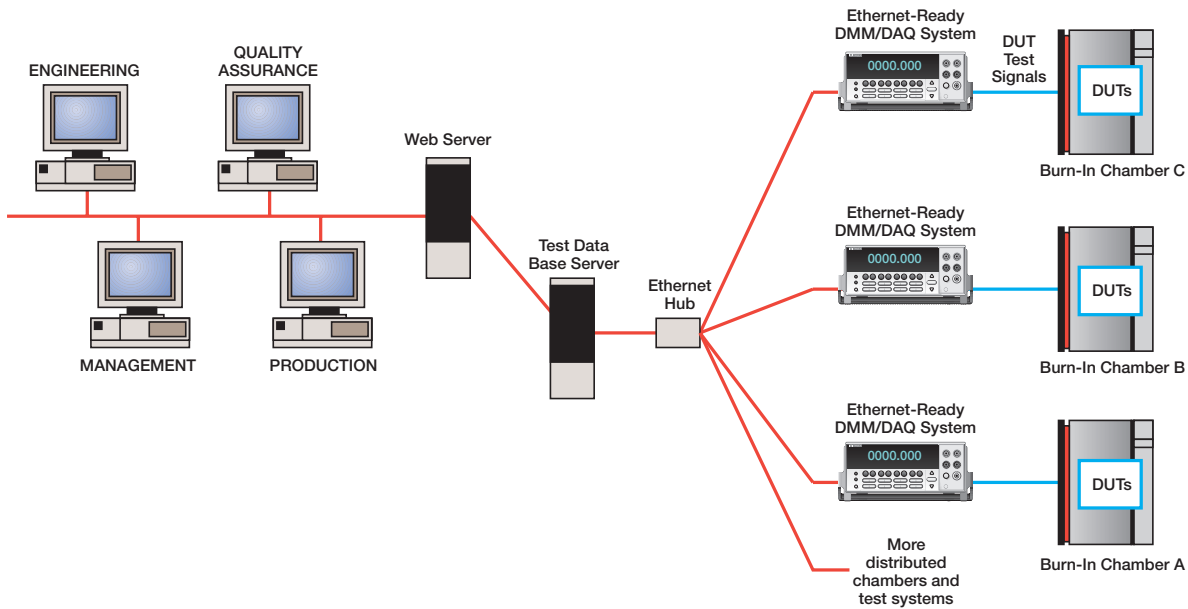 ENGINEERING
QUALITY
ASSURANCE
MANAGEMENT
PRODUCTION
Web Server
Test Data
Base Server
Ethernet
Hub
Ethernet-Ready
DMM/DAQ System
0000.000
DUT
Test
Signals
DUTs
Burn-In Chamber C
Ethernet-Ready
DMM/DAQ System
0000.000
DUTs
Burn-In Chamber B
Ethernet-Ready
DMM/DAQ System
0000.000
DUTs
Burn-In Chamber A
More
distributed
chambers and
test systems